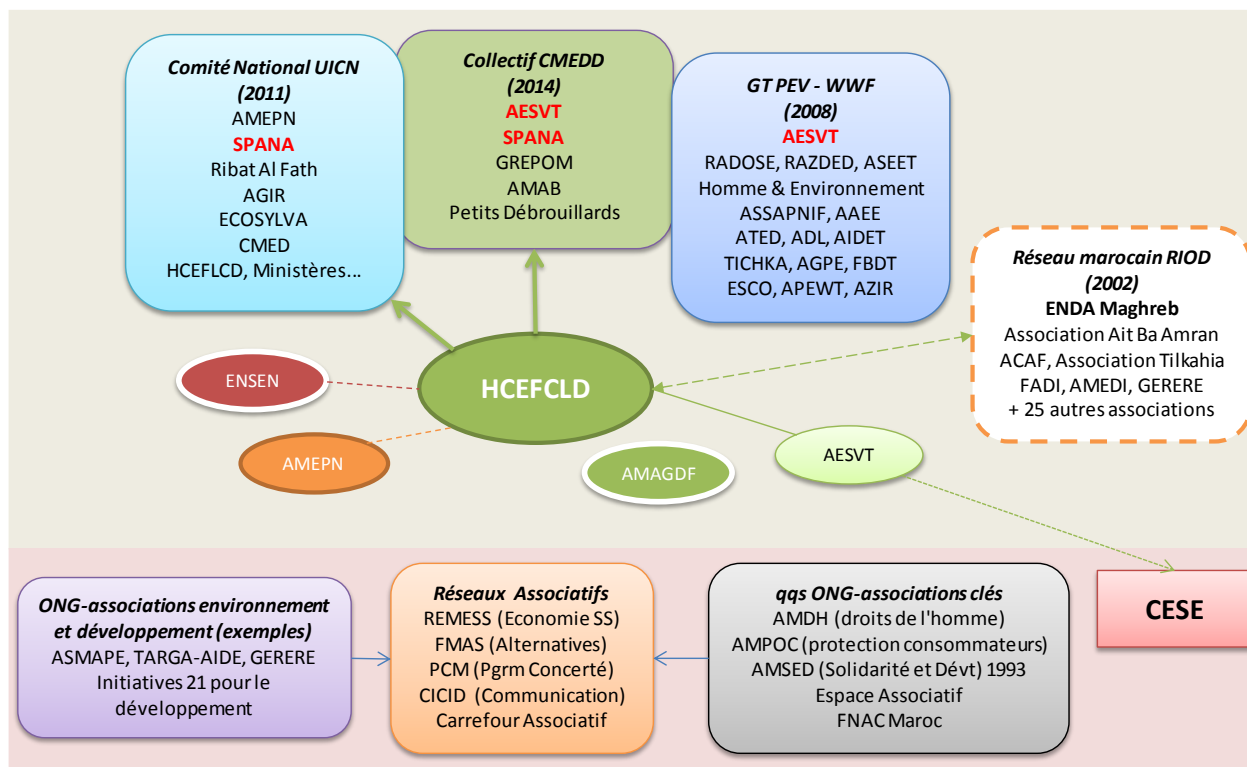 Comité National UICN
(2011)
AMEPN
SPANA
Ribat Al Fath
AGIR
ECOSYLVA
CMED
HCEFLCD, Ministères...
Collectif CMEDD
(2014)
AESVT
SPANA
GREPOM
AMAB
Petits Débrouillards
GT PEV - WWF
(2008)
AESVT
RADOSE, RAZDED, ASEET
Homme & Environnement
ASSAPNIF, AAEE
ATED, ADL, AIDET
TICHKA, AGPE, FBDT
ESCO, APEWT, AZIR
Réseau marocain RIOD
(2002)
ENDA Maghreb
Association Ait Ba Amran
ACAF, Association Tilkahia
FADI, AMEDI, GERERE
+ 25 autres associations
ENSEN
HCEFCLD
AMEPN
AMAGDF
AESVT
ONG-associations environnement
et développement (exemples)
ASMAPE, TARGA-AIDE, GERERE
Initiatives 21 pour le
développement
Réseaux Associatifs
REMESS (Economie SS)
FMAS (Alternatives)
PCM (Pgrm Concerté)
CICID (Communication)
Carrefour Associatif
qqs ONG-associations clés
AMDH (droits de l'homme)
AMPOC (protection consommateurs)
AMSED (Solidarité et Dévt) 1993
Espace Associatif
FNAC Maroc
CESE